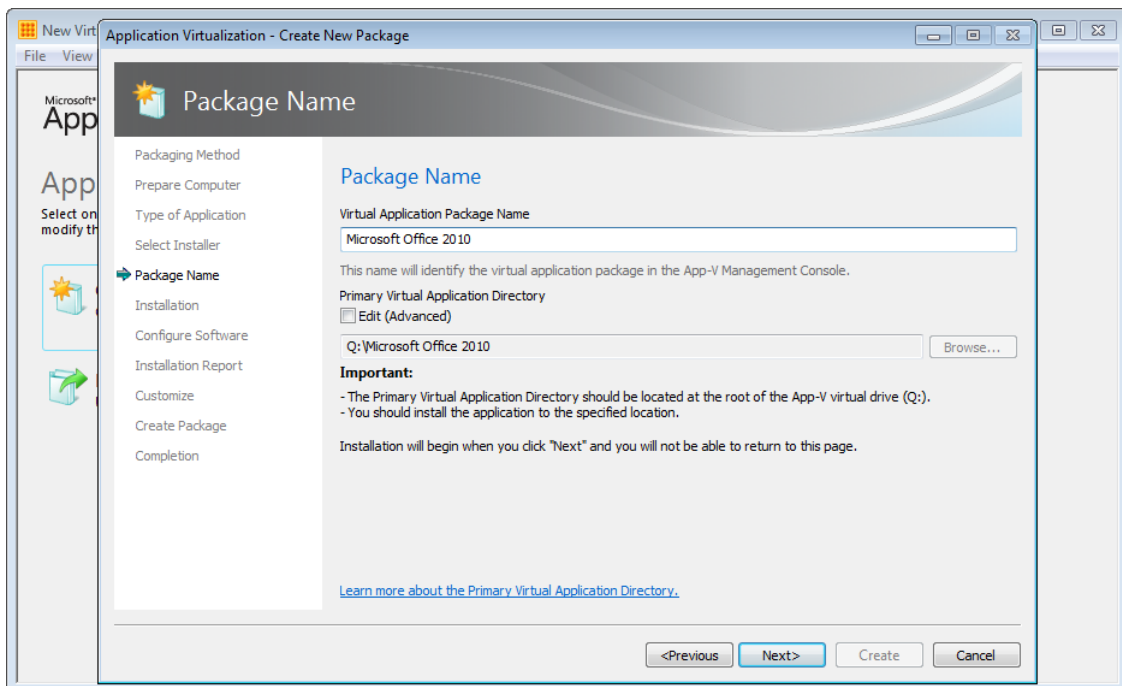 New Virt
File View
Microsoft®
App
App
Select on
modify th
Application Virtualization - Create New Package
Package Name
Packaging Method
Prepare Computer
Type of Application
Select Installer
Package Name
Installation
Configure Software
Installation Report
Customize
Create Package
Completion
Package Name
Virtual Application Package Name
Microsoft Office 2010
This name will identify the virtual application package in the App-V Management Console.
Primary Virtual Application Directory
Edit (Advanced)
Q:\Microsoft Office 2010 Browse...
Important:
- The Primary Virtual Application Directory should be located at the root of the App-V virtual drive (Q:).
- You should install the application to the specified location.
Installation will begin when you click "Next" and you will not be able to return to this page.
Learn more about the Primary Virtual Application Directory.
<Previous Next> Create Cancel